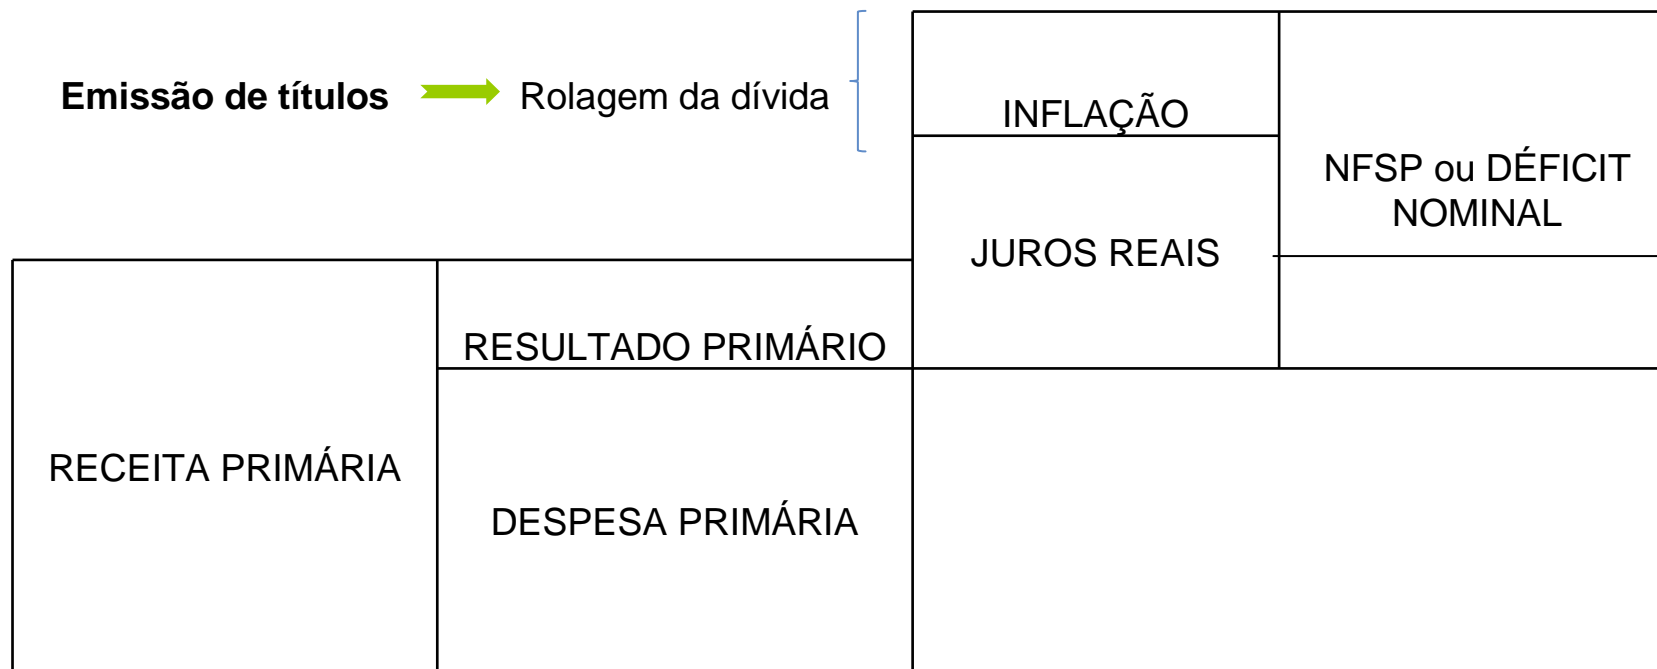 Emissão de títulos Rolagem da dívida
INFLAÇÃO
NFSP ou DÉFICIT
NOMINAL
JUROS REAIS
RESULTADO PRIMÁRIO
RECEITA PRIMÁRIA
DESPESA PRIMÁRIA